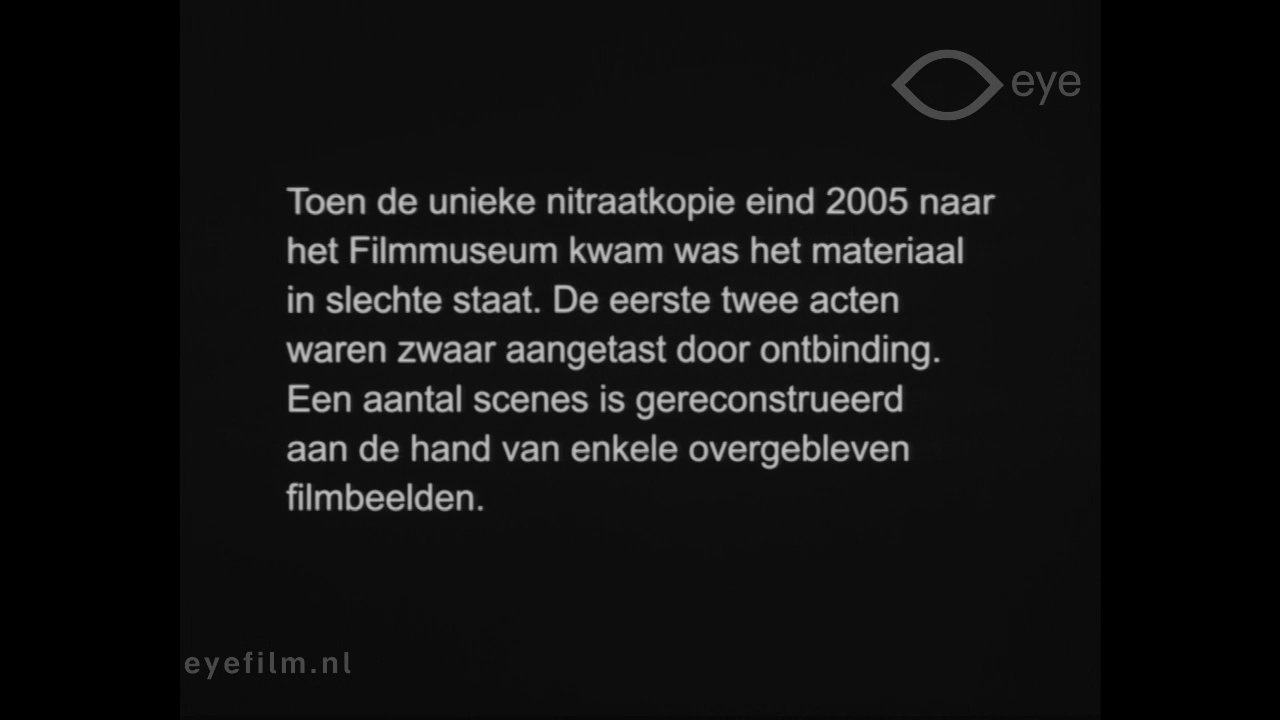 eye
Toen de unieke nitraatkopie eind 2005 naar
het Filmmuseum kwam was het materiaal
in slechte staat. De eerste twee acten
waren zwaar aangetast door ontbinding.
Een aantal scenes is gereconstrueerd
aan de hand van enkele overgebleven
filmbeelden.
eyefilm.nl